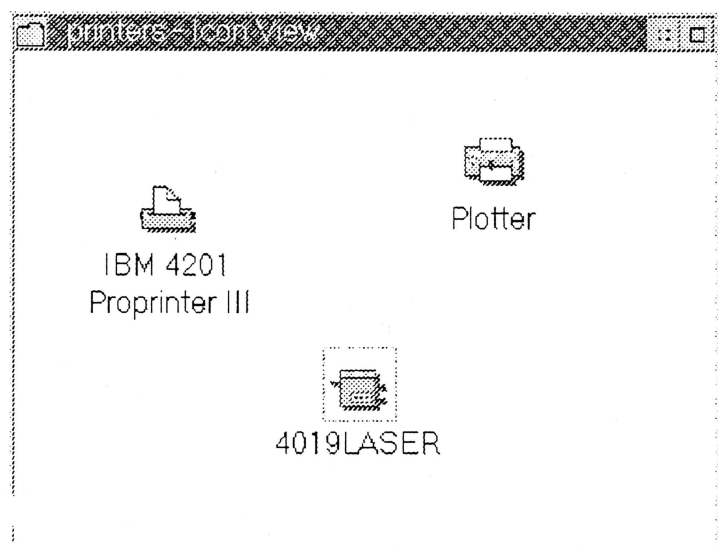 printers - Icon View
Plotter
IBM 4201
Proprinter III
4019LASER